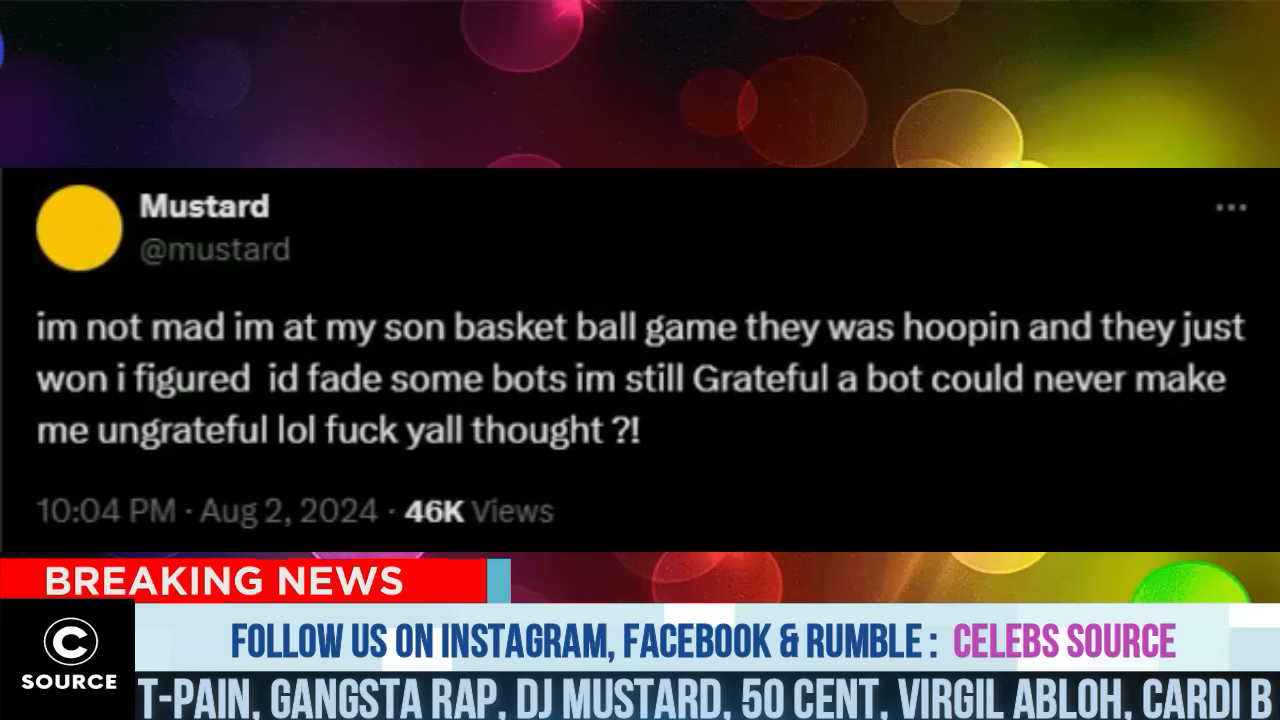 Mustard
@mustard
im not mad im at my son basket ball game they was hoopin and they just
won i figured  id fade some bots im still Grateful a bot could never make
me ungrateful lol fuck yall thought ?!
10:04 PM · Aug 2, 2024 · 46K Views
BREAKING NEWS
C
SOURCE
FOLLOW US ON INSTAGRAM, FACEBOOK & RUMBLE : CELEBS SOURCE
T-PAIN, GANGSTA RAP, DJ MUSTARD, 50 CENT, VIRGIL ABLOH, CARDI B